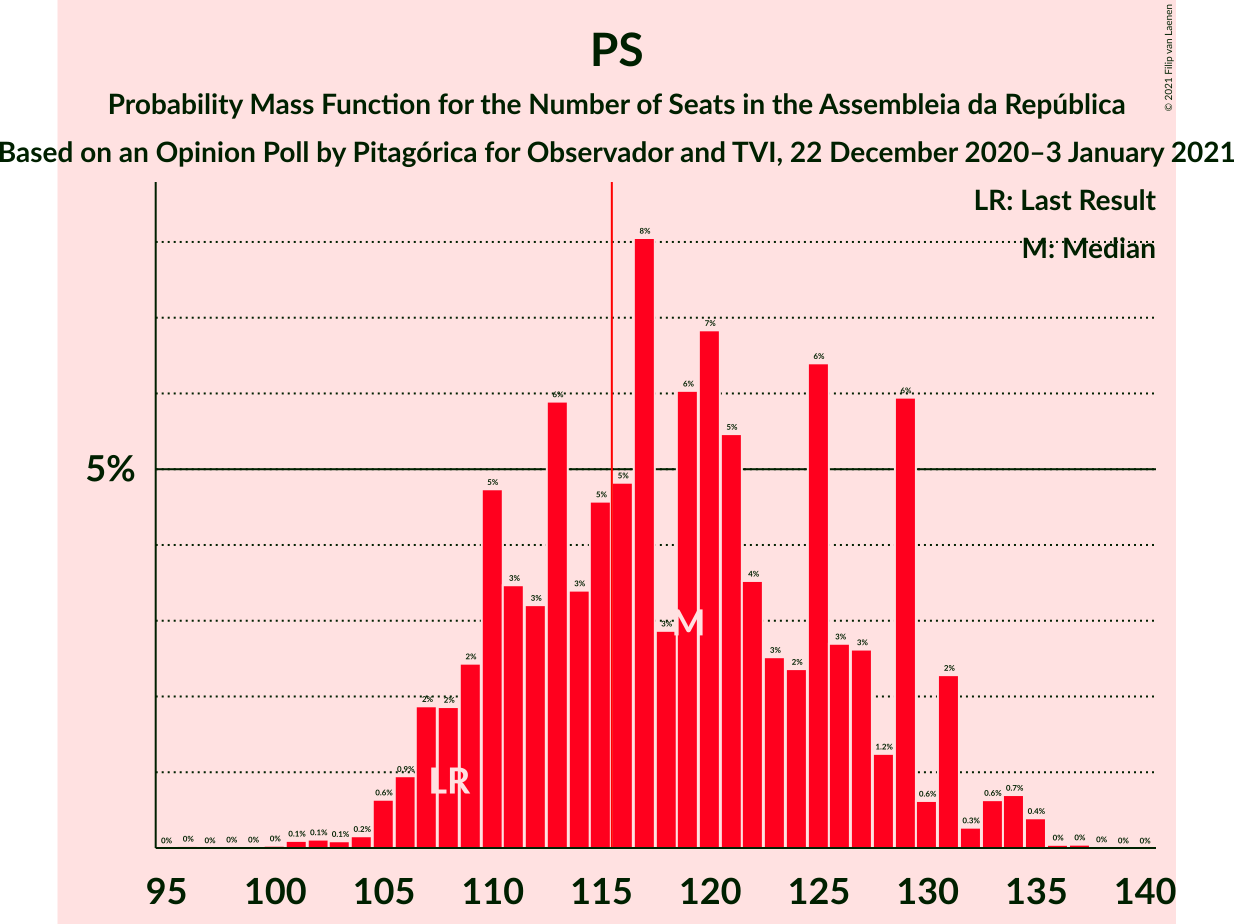 PS
© 2021 Filip van Laenen
Probability Mass Function for the Number of Seats in the Assembleia da República
Based on an Opinion Poll by Pitagórica for Observador and TVI, 22 December 2020–3 January 2021
LR: Last Result
M: Median
5%
0% 0% 0% 0% 0% 0% 0.1% 0.1% 0.1% 0.2% 0.6% 0.9% 2% 2% 2% 5% 3% 3% 6% 3% 5% 5% 8% 3% 6% 7% 5% 4% 3% 2% 6% 3% 3% 1.2% 6% 0.6% 2% 0.3% 0.6% 0.7% 0.4% 0% 0% 0% 0% 0%
M
LR
95 100 105 110 115 120 125 130 135 140